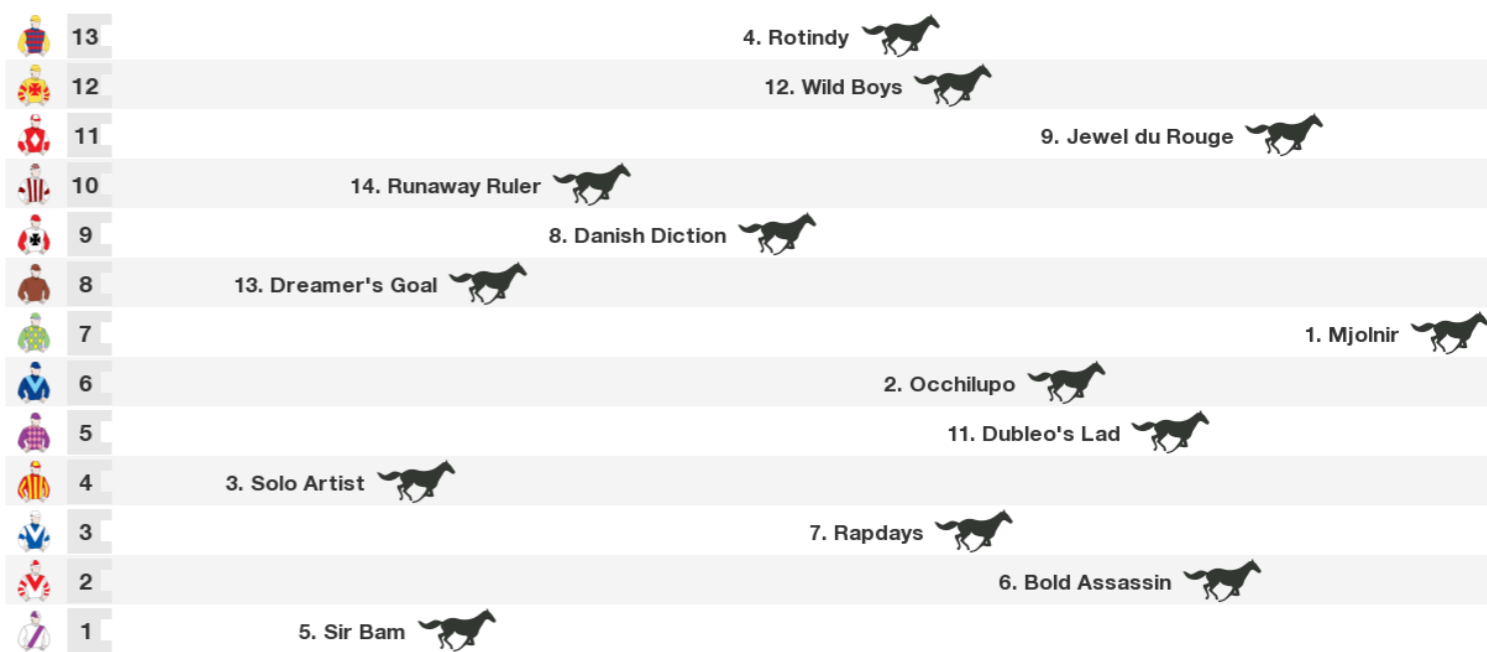 13 4. Rotindy
12 12. Wild Boys
11 9. Jewel du Rouge
10 14. Runaway Ruler
9 8. Danish Diction
8 13. Dreamer's Goal
7 1. Mjolnir
6 2. Occhilupo
5 11. Dubleo's Lad
4 3. Solo Artist
3 7. Rapdays
2 6. Bold Assassin
1 5. Sir Bam